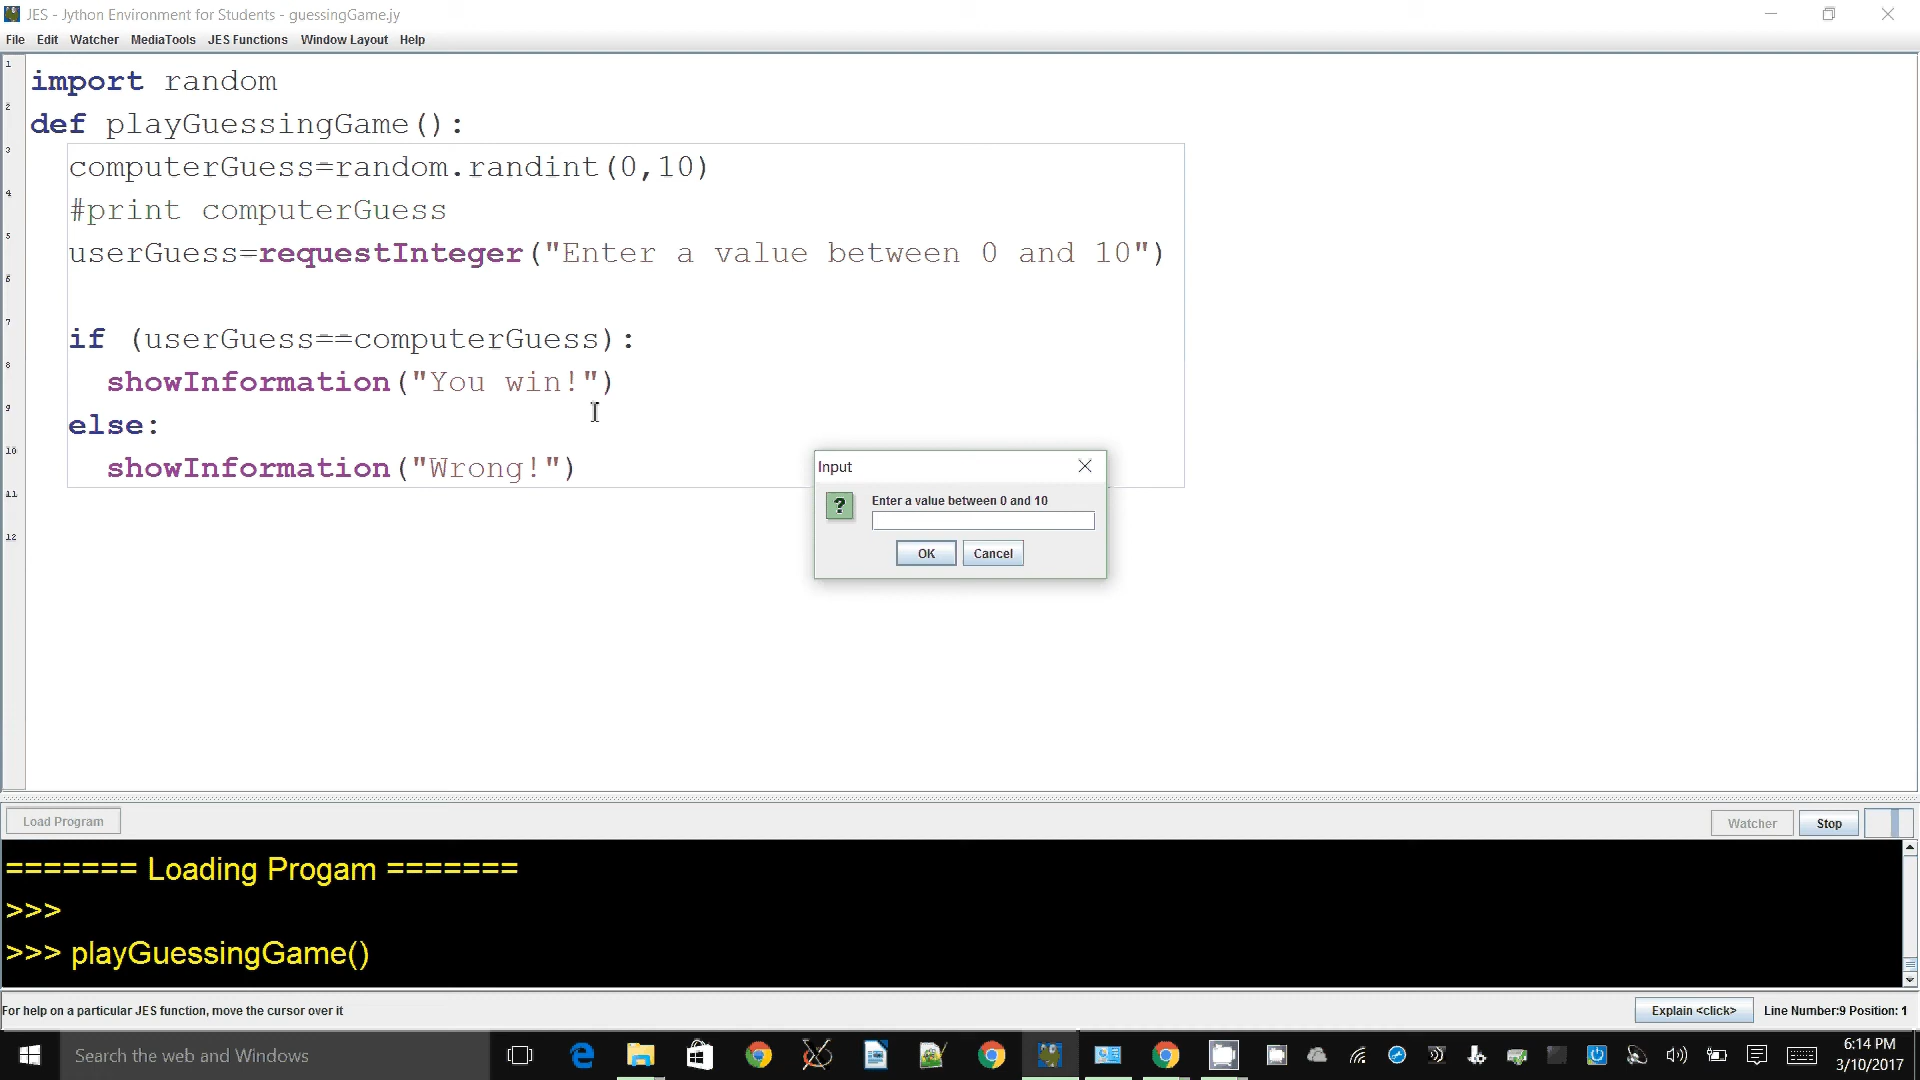 JES - Jython Environment for Students - guessingGame.jy
File Edit Watcher MediaTools JES Functions Window Layout Help
1 import random
2 def playGuessingGame():
3 computerGuess=random.randint(0,10)
4 #print computerGuess
5 userGuess=requestInteger("Enter a value between 0 and 10")
6
7 if (userGuess==computerGuess):
8 showInformation("You win!")
9 else:
10 showInformation("Wrong!")
11
12
Input
? Enter a value between 0 and 10
OK Cancel
Load Program Watcher Stop
======= Loading Progam =======
>>>
>>> playGuessingGame()
For help on a particular JES function, move the cursor over it Explain <click> Line Number:9 Position: 1
Search the web and Windows
6:14 PM
3/10/2017